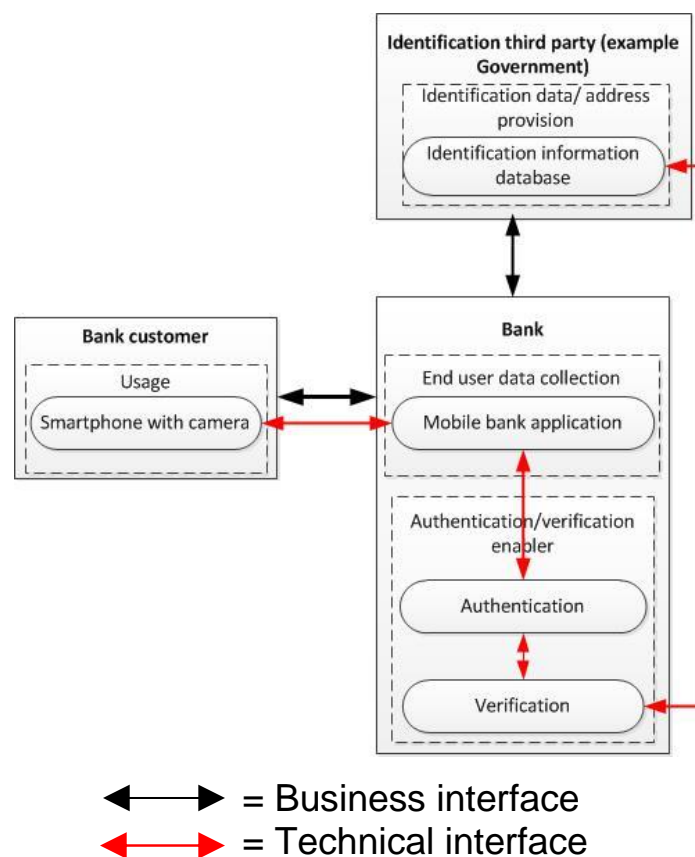 Identification third party (example
Government)
Identification data/ address
provision
Identification information
database
Bank customer
Usage
Smartphone with camera
Bank
End user data collection
Mobile bank application
Authentication/verification
enabler
Authentication
Verification
= Business interface
= Technical interface